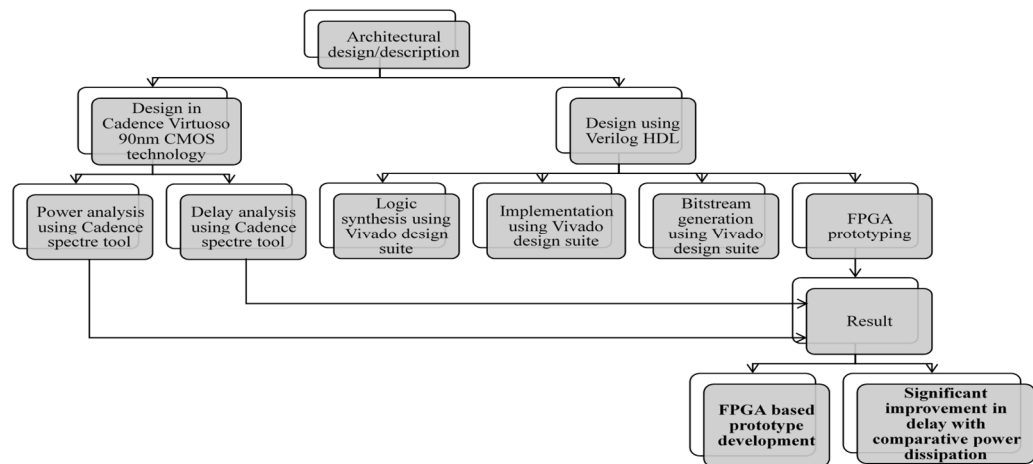 Architectural
design/description
Design in
Cadence Virtuoso
90nm CMOS
technology
Design using
Verilog HDL
Power analysis
using Cadence
spectre tool
Delay analysis
using Cadence
spectre tool
Logic
synthesis using
Vivado design
suite
Implementation
using Vivado
design suite
Bitstream
generation
using Vivado
design suite
FPGA
prototyping
Result
FPGA based
prototype
development
Significant
improvement in
delay with
comparative power
dissipation